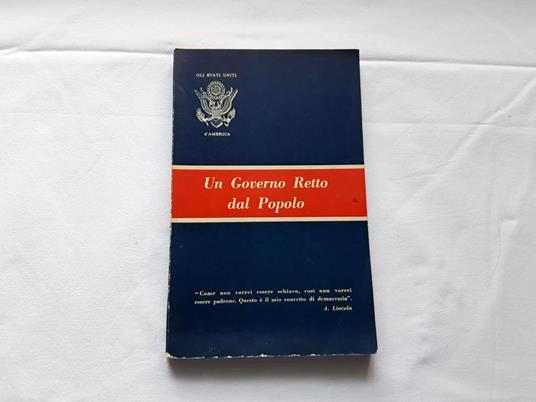 GLI STATI UNITI
d'AMERICA
Un Governo Retto
dal Popolo
"Come non vorrei essere schiavo, così non vorrei
essere padrone. Questo è il mio concetto di democrazia".
A. Lincoln